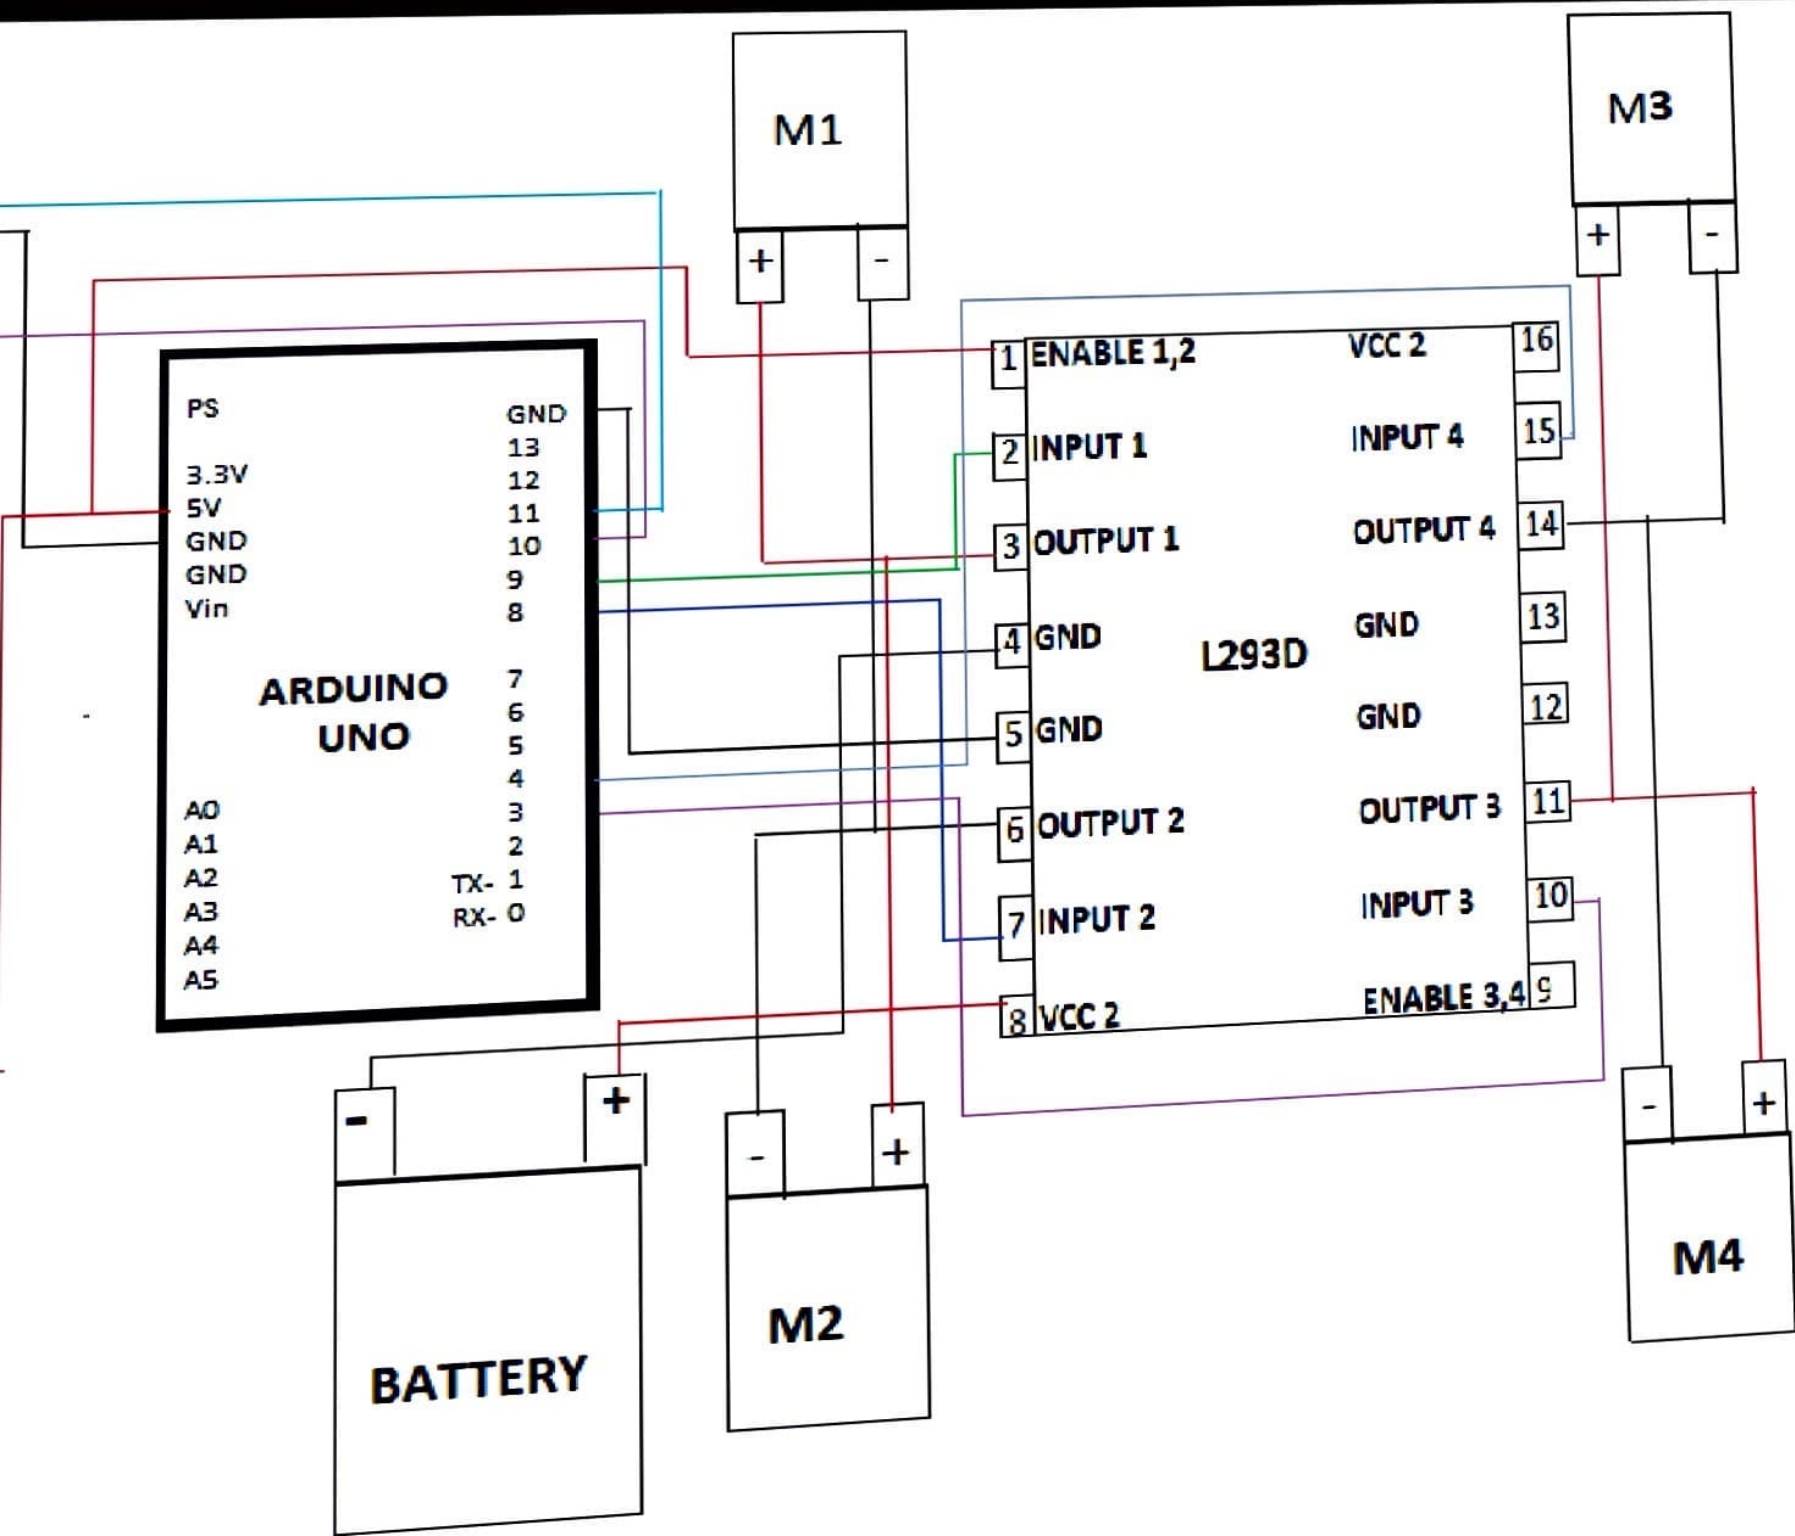 M1
+ -
M3
+ -
PS
3.3V
5V
GND
GND
Vin
ARDUINO
UNO
A0
A1
A2
A3
A4
A5
GND
13
12
11
10
9
8
7
6
5
4
3
2
TX- 1
RX- 0
1 ENABLE 1,2
2 INPUT 1
3 OUTPUT 1
4 GND
5 GND
6 OUTPUT 2
7 INPUT 2
8 VCC 2
L293D
VCC 2 16
INPUT 4 15
OUTPUT 4 14
GND 13
GND 12
OUTPUT 3 11
INPUT 3 10
ENABLE 3,4 9
- +
BATTERY
- +
M2
- +
M4